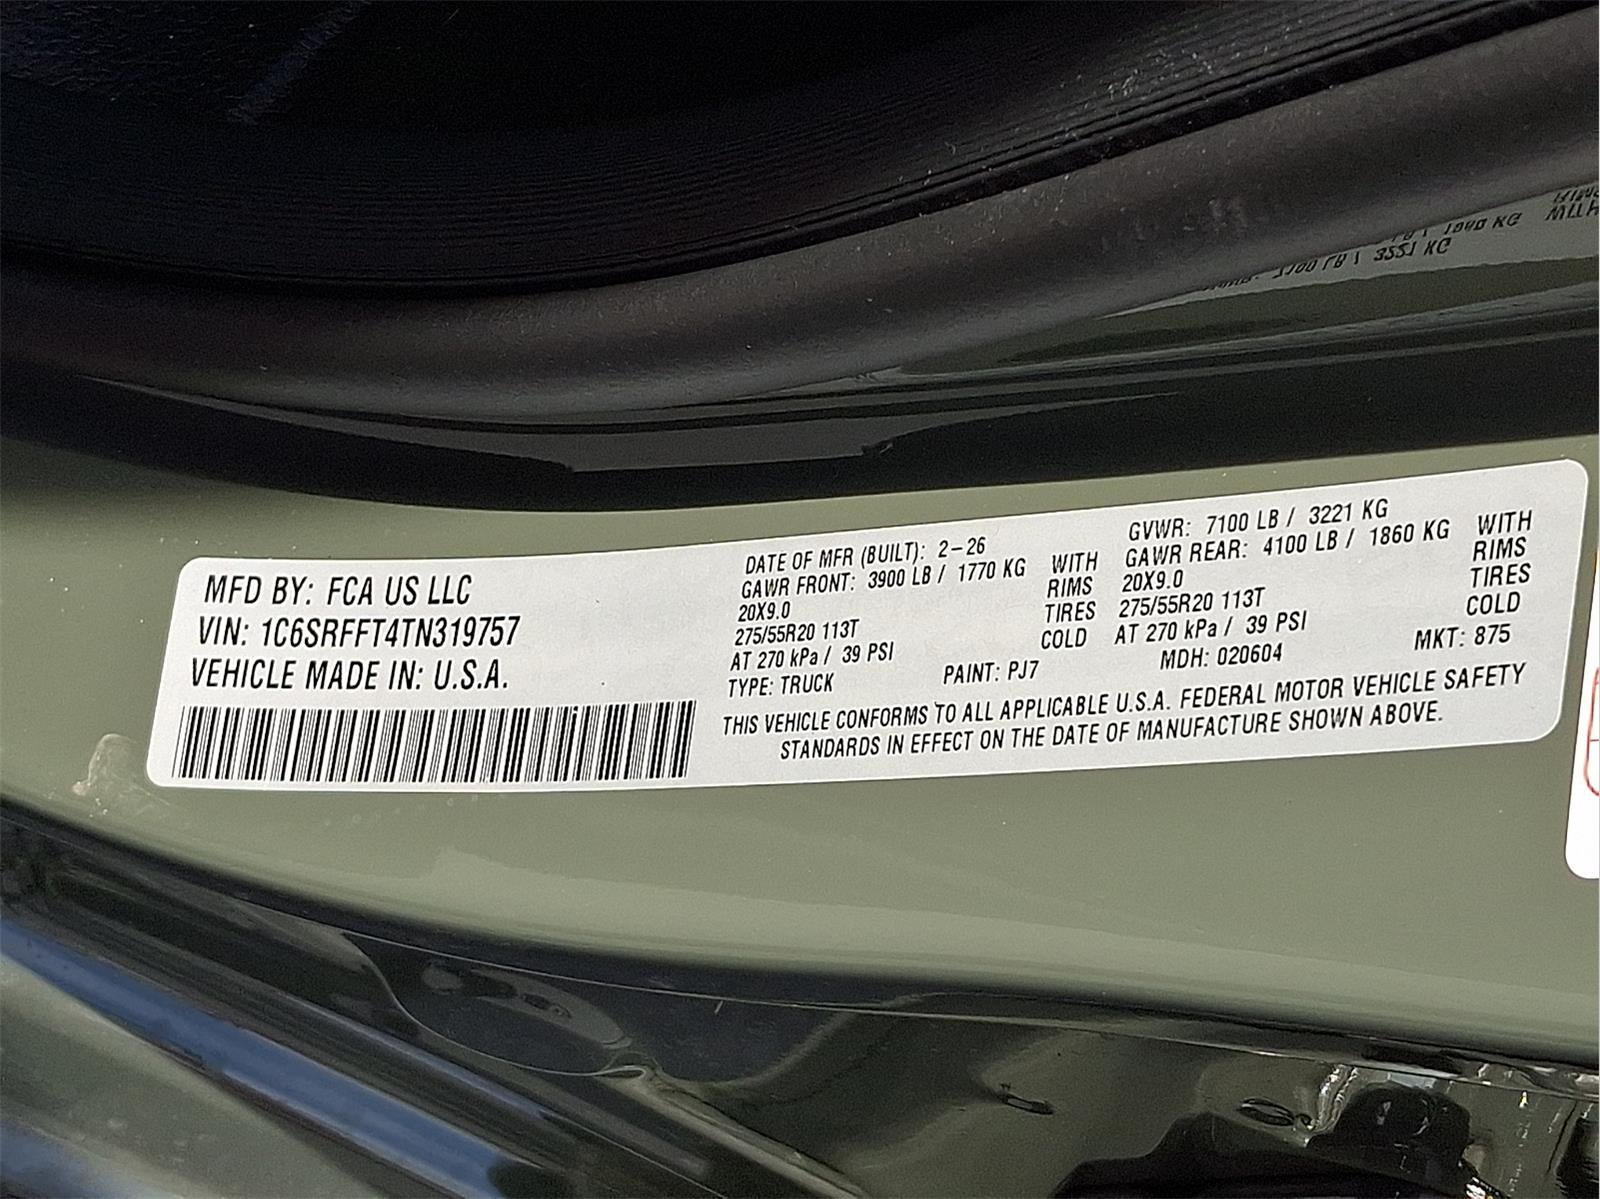 MFD BY: FCA US LLC
VIN: 1C6SRFFT4TN319757
VEHICLE MADE IN: U.S.A.
DATE OF MFR (BUILT): 2-26
GAWR FRONT: 3900 LB / 1770 KG WITH
20X9.0 RIMS
275/55R20 113T TIRES
AT 270 kPa / 39 PSI COLD
TYPE: TRUCK PAINT: PJ7
GVWR: 7100 LB / 3221 KG
GAWR REAR: 4100 LB / 1860 KG WITH
20X9.0 RIMS
275/55R20 113T TIRES
AT 270 kPa / 39 PSI COLD
MDH: 020604 MKT: 875
THIS VEHICLE CONFORMS TO ALL APPLICABLE U.S.A. FEDERAL MOTOR VEHICLE SAFETY
STANDARDS IN EFFECT ON THE DATE OF MANUFACTURE SHOWN ABOVE.